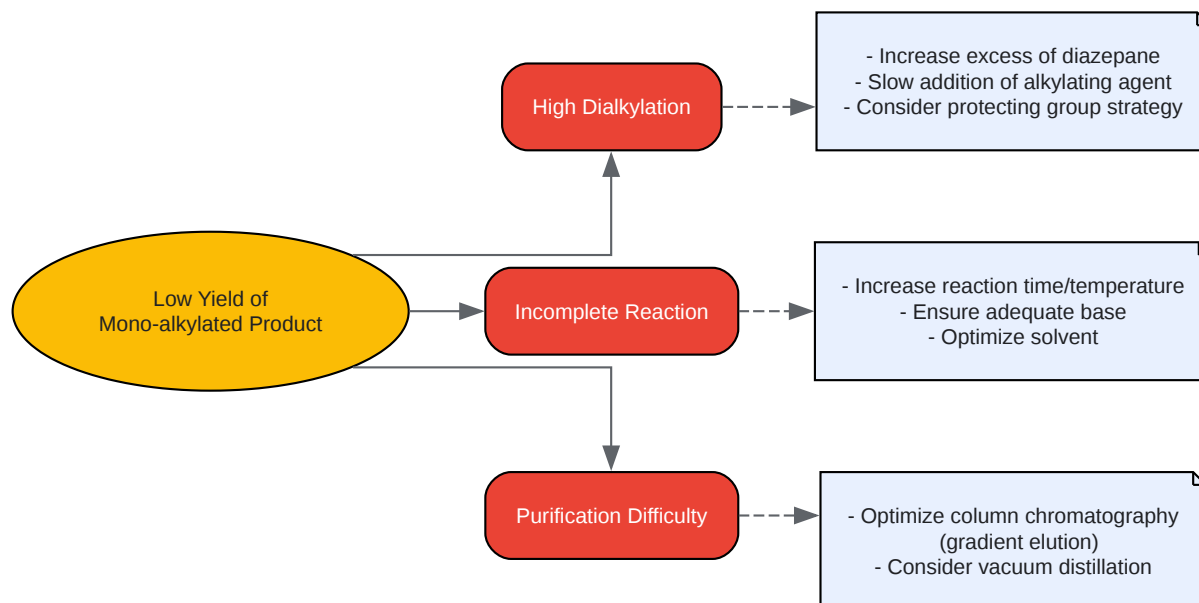 Low Yield of
Mono-alkylated Product
High Dialkylation
- Increase excess of diazepane
- Slow addition of alkylating agent
- Consider protecting group strategy
Incomplete Reaction
- Increase reaction time/temperature
- Ensure adequate base
- Optimize solvent
Purification Difficulty
- Optimize column chromatography
(gradient elution)
- Consider vacuum distillation